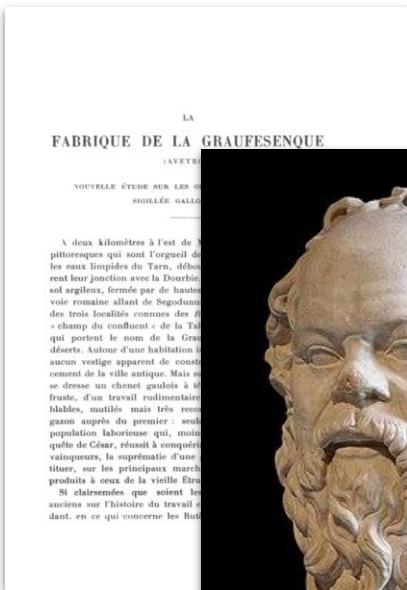 LA
FABRIQUE DE LA GRAUFESENQUE
(AVEYRO
NOUVELLE ÉTUDE SUR LES
SIGILLÉE GALLO
A deux kilomètres à l'est de
pittoresques qui sont l'orgueil de
les eaux limpides du Tarn, débou
rent leur jonction avec la Dourbie.
sol argileux, fermée par de hautes
voie romaine allant de Segodunu
des trois localités connues des
« champ du confluent » de la Ta
qui portent le nom de la Grau
déserts. Autour d'une habitation
aucun vestige apparent de const
cement de la ville antique. Mais
se dresse un chenet gaulois à
fruste, d'un travail rudimentaire
blables, mutilés mais très reco
gazon auprès du premier : seul
population laborieuse qui, moin
quête de César, réussit à conquéri
vainqueurs, la suprématie d'une
tituer, sur les principaux march
produits à ceux de la vieille Étru
Si clairsemées que soient les
anciens sur l'histoire du travail
dant, en ce qui concerne les Rut